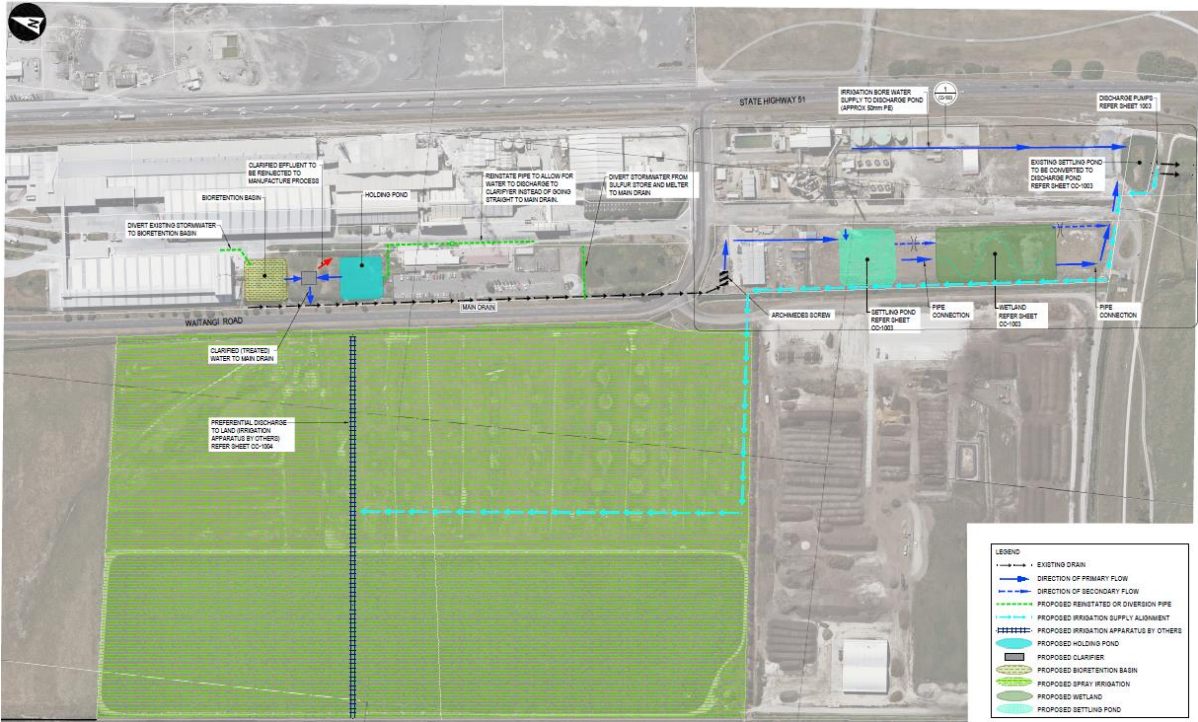 N
STATE HIGHWAY 51
IRRIGATION BORE WATER
SUPPLY TO DISCHARGE POND
(APPROX 50mm PE)
1
DISCHARGE PUMPS
REFER SHEET 1003
CLARIFIED EFFLUENT TO
BE REINJECTED TO
MANUFACTURE PROCESS
BIORETENTION BASIN
HOLDING POND
REINSTATE PIPE TO ALLOW FOR
WATER TO DISCHARGE TO
CLARIFYER INSTEAD OF GOING
STRAIGHT TO MAIN DRAIN.
DIVERT STORMWATER FROM
SULFUR STORE AND MELTER
TO MAIN DRAIN
EXISTING SETTLING POND
TO BE CONVERTED TO
DISCHARGE POND
REFER SHEET CC-1003
DIVERT EXISTING STORMWATER
TO BIORETENTION BASIN
MAIN DRAIN
WAITANGI ROAD
ARCHIMEDES SCREW
SETTLING POND
REFER SHEET
CC-1003
PIPE
CONNECTION
WETLAND
REFER SHEET
CC-1003
PIPE
CONNECTION
CLARIFIED (TREATED)
WATER TO MAIN DRAIN
PREFERENTIAL DISCHARGE
TO LAND (IRRIGATION
APPARATUS BY OTHERS)
REFER SHEET CC-1004
LEGEND
EXISTING DRAIN
DIRECTION OF PRIMARY FLOW
DIRECTION OF SECONDARY FLOW
PROPOSED REINSTATED OR DIVERSION PIPE
PROPOSED IRRIGATION SUPPLY ALIGNMENT
PROPOSED IRRIGATION APPARATUS BY OTHERS
PROPOSED HOLDING POND
PROPOSED CLARIFIER
PROPOSED BIORETENTION BASIN
PROPOSED SPRAY IRRIGATION
PROPOSED WETLAND
PROPOSED SETTLING POND